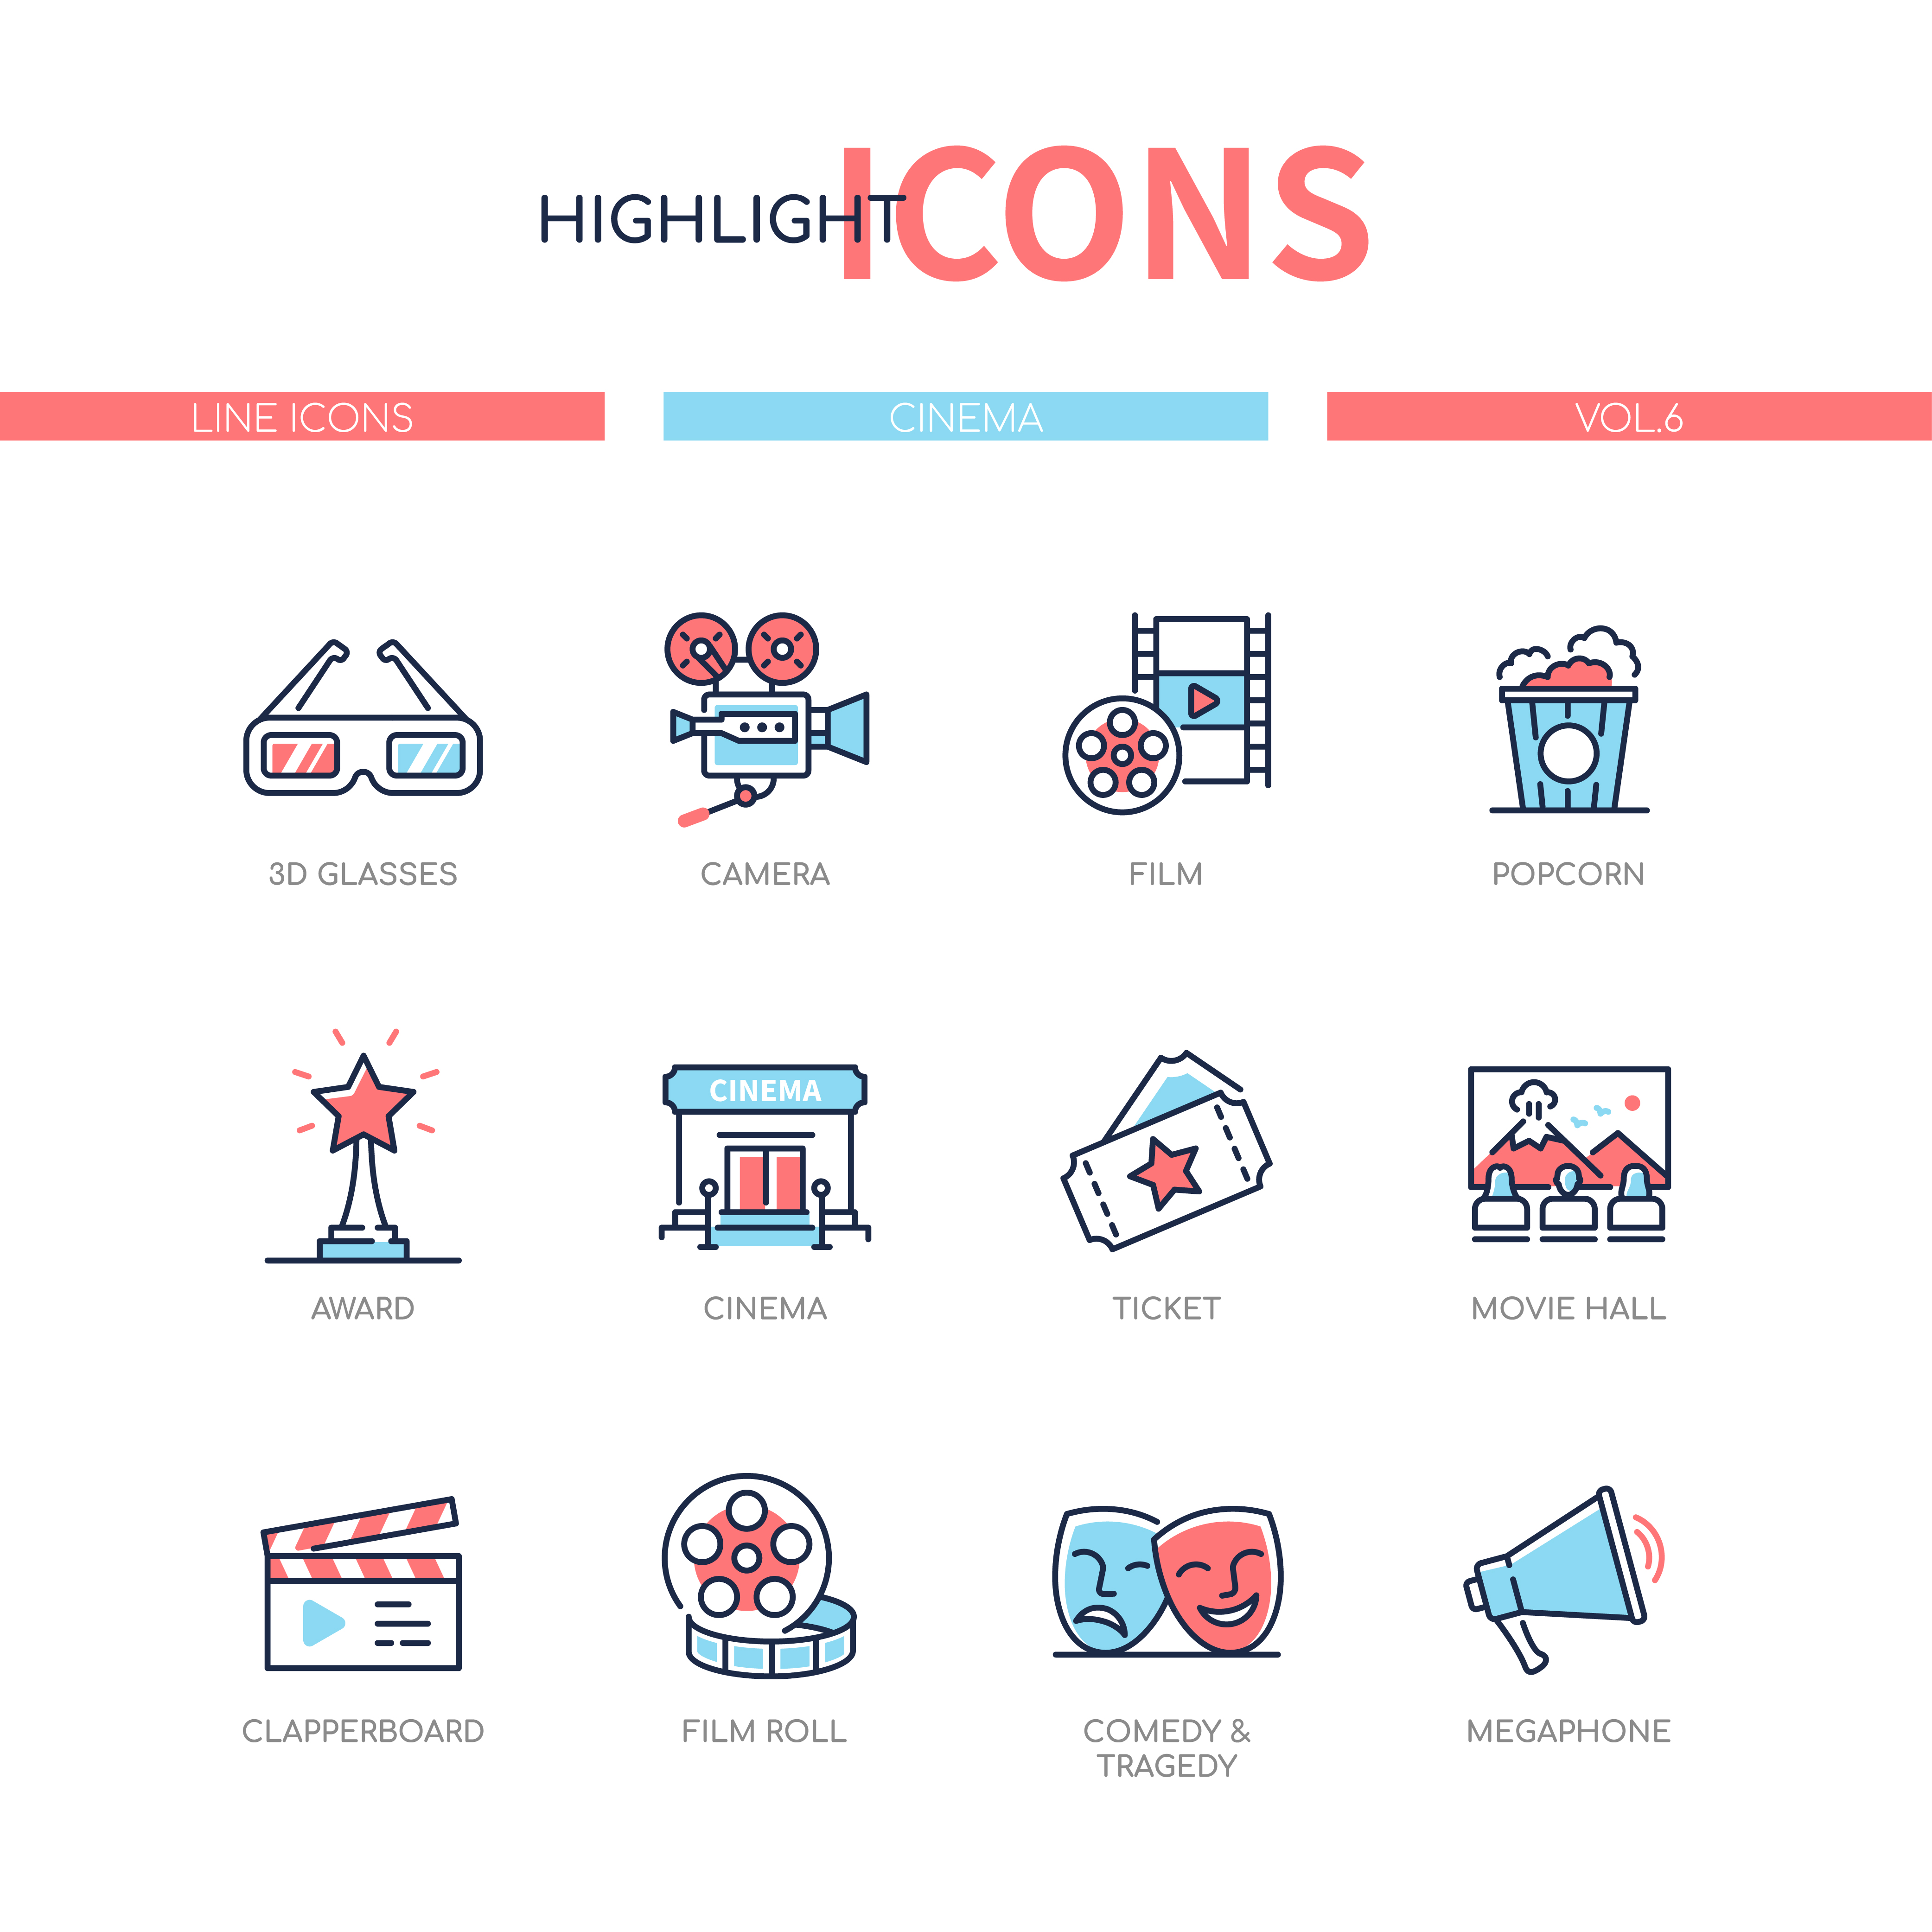 HIGHLIGHT ICONS
LINE ICONS
CINEMA
VOL.6
3D GLASSES
CAMERA
FILM
POPCORN
CINEMA
AWARD
CINEMA
TICKET
MOVIE HALL
CLAPPERBOARD
FILM ROLL
COMEDY &
TRAGEDY
MEGAPHONE